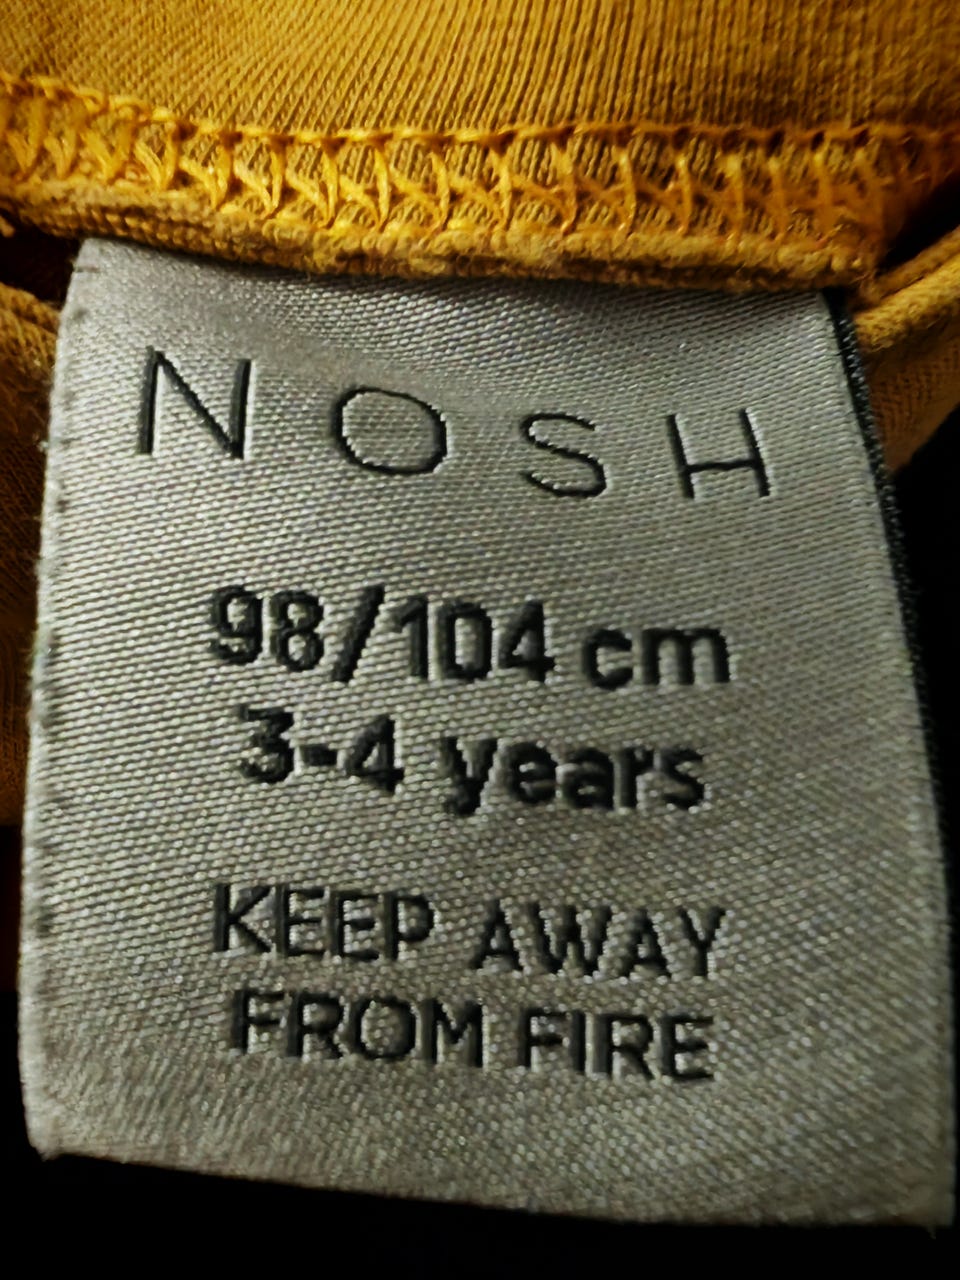 NOSH
98/104 cm
3-4 years
KEEP AWAY
FROM FIRE